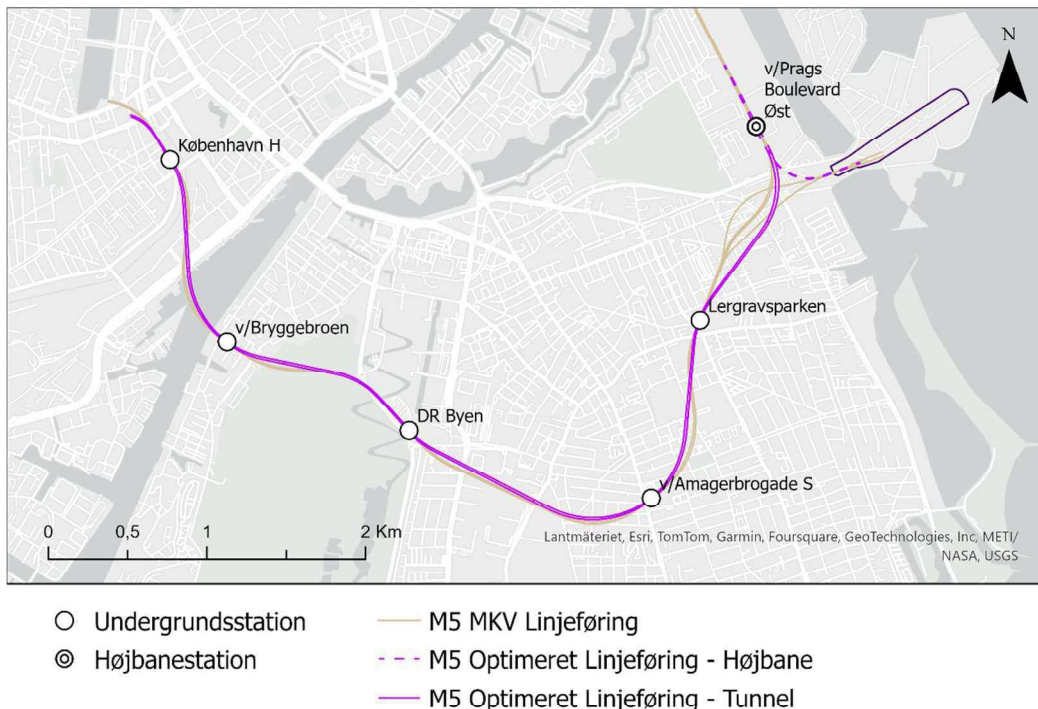 N
v/Prags
Boulevard
Øst
København H
Lergravsparken
v/Bryggebroen
DR Byen
v/Amagerbrogade S
0 0,5 1 2 Km
Lantmäteriet, Esri, TomTom, Garmin, Foursquare, GeoTechnologies, Inc, METI/
NASA, USGS
Undergrundsstation
Højbanestation
M5 MKV Linjeføring
M5 Optimeret Linjeføring - Højbane
M5 Optimeret Linjeføring - Tunnel